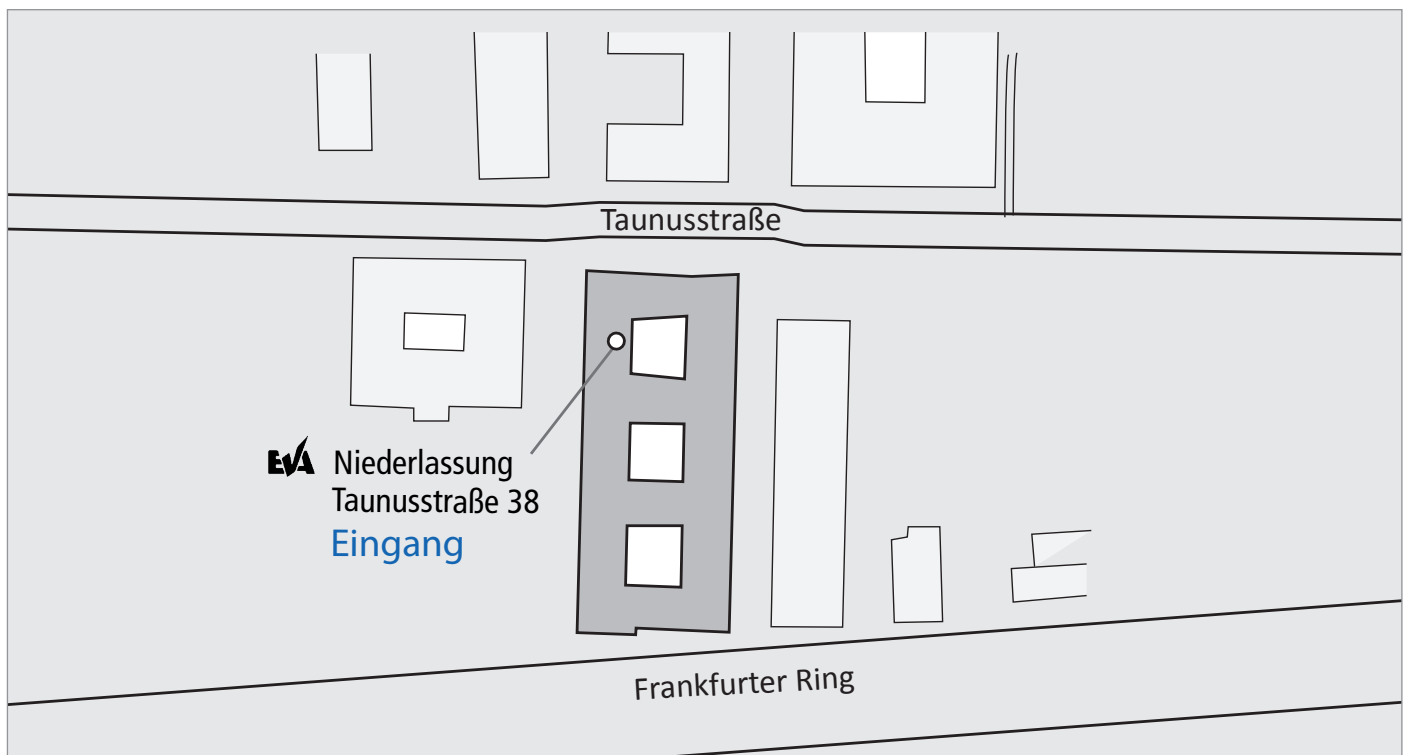 Taunusstraße
EVA Niederlassung
Taunusstraße 38
Eingang
Frankfurter Ring